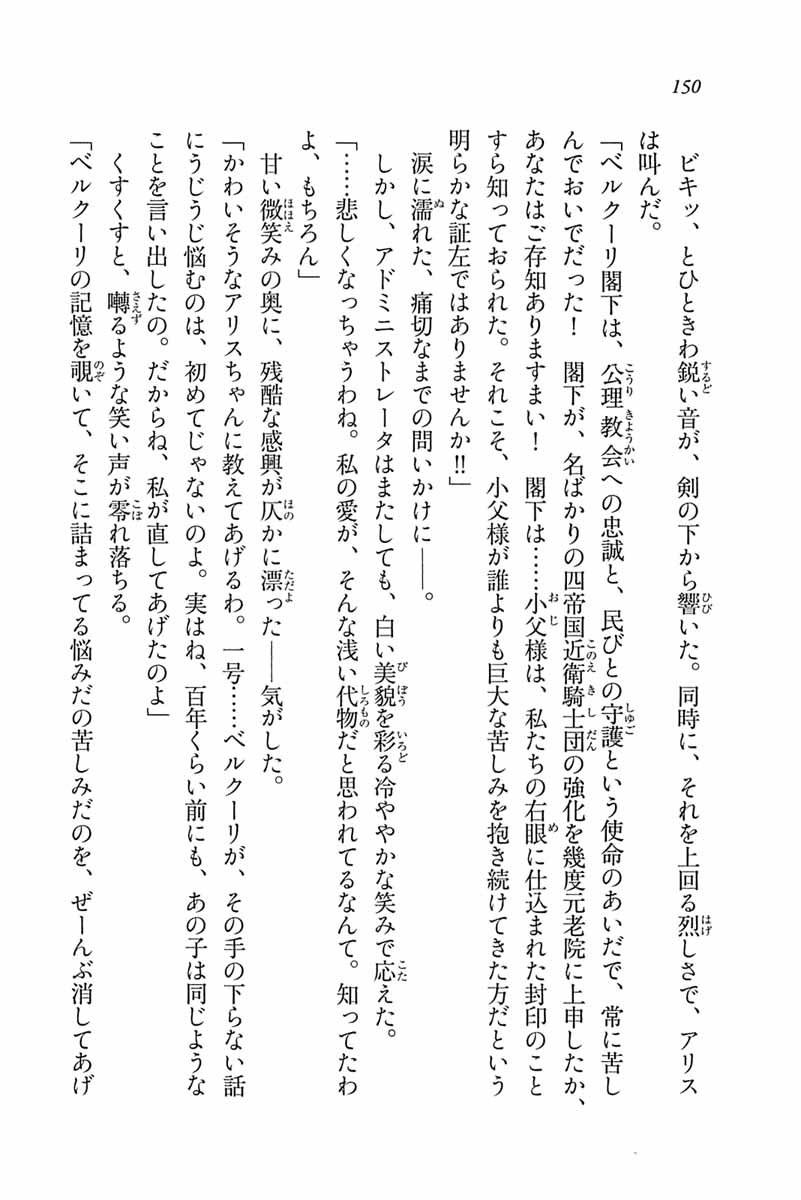 150
ビキッ、とひときわ鋭い音が、剣の下から響いた。同時に、それを上回る烈しさで、アリス
は叫んだ。
「ベルクーリ閣下は、公理教会への忠誠と、民びとの守護という使命のあいだで、常に苦し
んでおいでだった！　閣下が、名ばかりの四帝国近衛騎士団の強化を幾度元老院に上申したか、
あなたはご存知ありますまい！　閣下は……小父様は、私たちの右眼に仕込まれた封印のこと
すら知っておられた。それこそ、小父様が誰よりも巨大な苦しみを抱き続けてきた方だという
明らかな証左ではありませんか‼」
涙に濡れた、痛切なまでの問いかけに――。
しかし、アドミニストレータはまたしても、白い美貌を彩る冷ややかな笑みで応えた。
「……悲しくなっちゃうわね。私の愛が、そんな浅い代物だと思われてるなんて。知ってたわ
よ、もちろん」
甘い微笑みの奥に、残酷な感興が仄かに漂った――気がした。
「かわいそうなアリスちゃんに教えてあげるわ。一号……ベルクーリが、その手の下らない話
にうじうじ悩むのは、初めてじゃないのよ。実はね、百年くらい前にも、あの子は同じような
ことを言い出したの。だからね、私が直してあげたのよ」
くすくすと、囀るような笑い声が零れ落ちる。
「ベルクーリの記憶を覗いて、そこに詰まってる悩みだの苦しみだのを、ぜーんぶ消してあげ